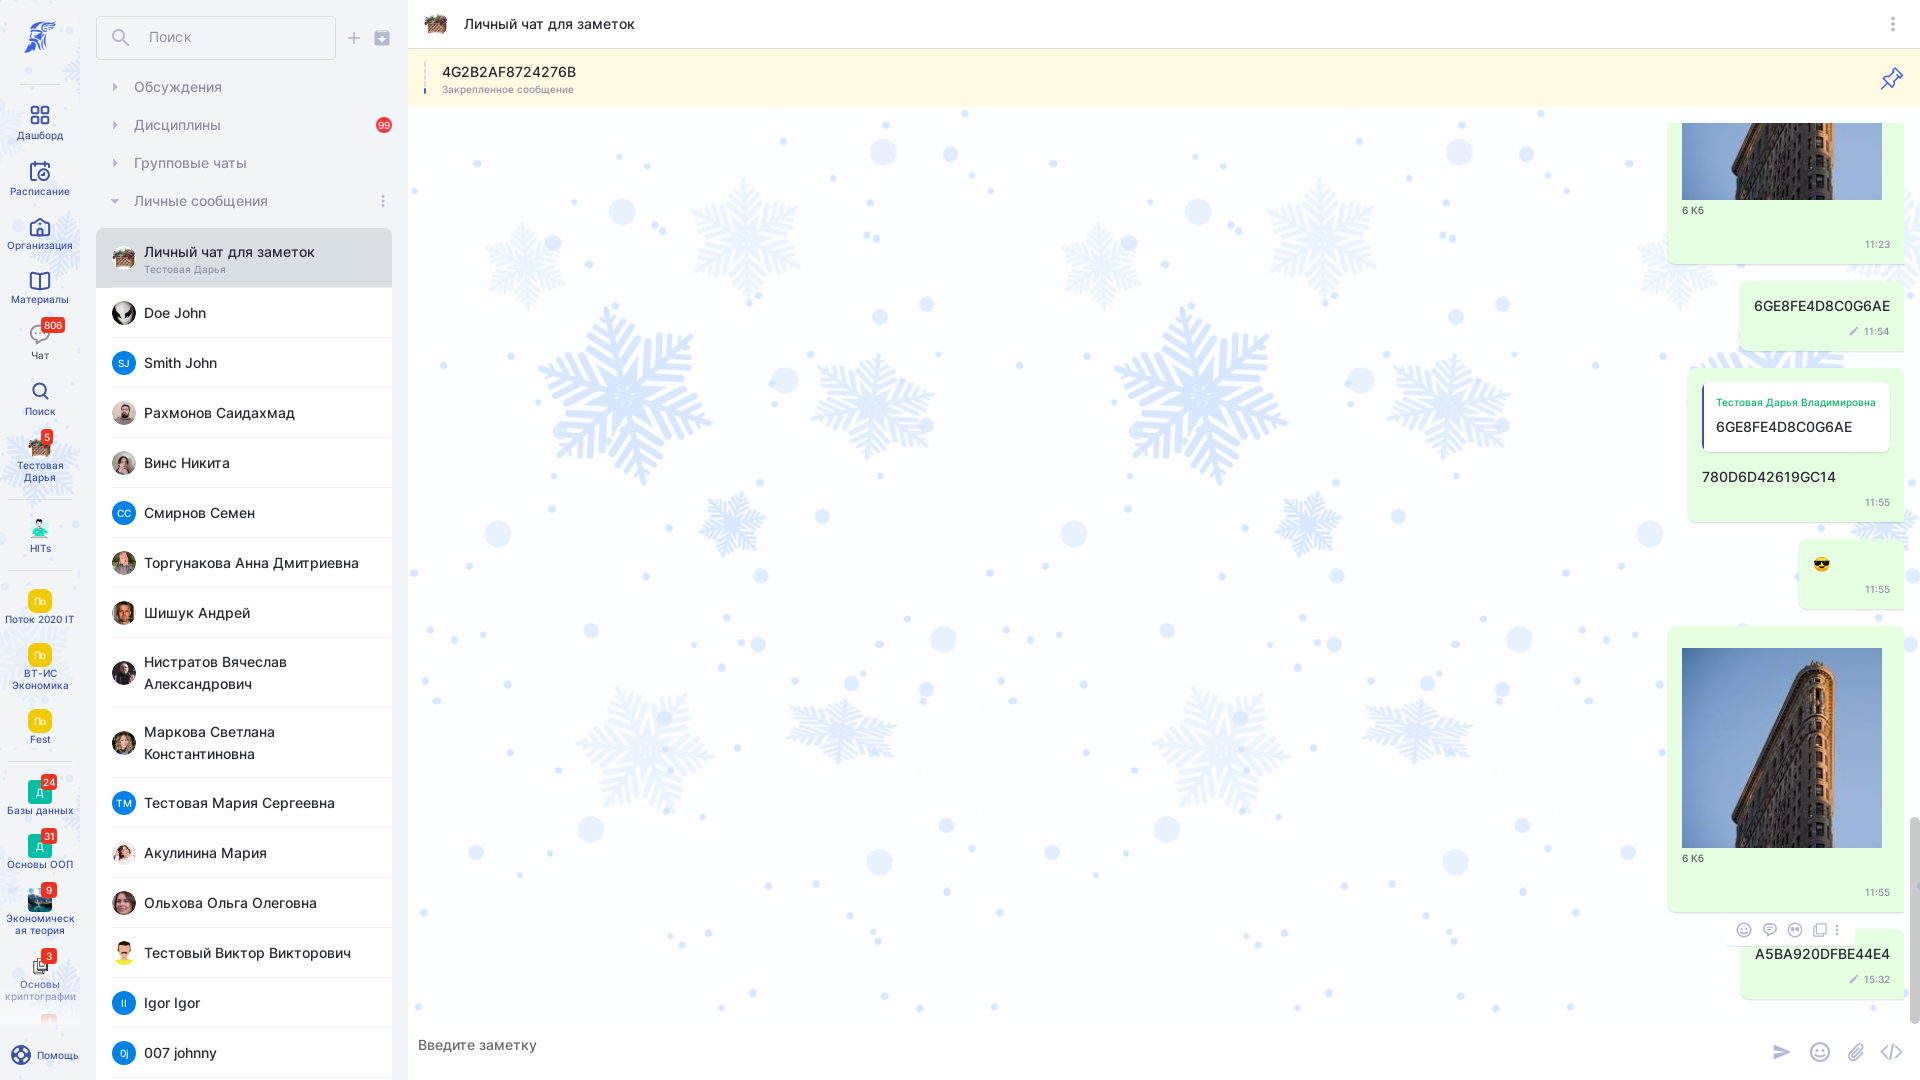 Дашборд
Расписание
Организация
Материалы
806
Чат
Поиск
5
Тестовая
Дарья
HITs
По
Поток 2020 IT
По
ВТ-ИС
Экономика
По
Fest
24
Д
Базы данных
31
Д
Основы ООП
9
Экономическ
ая теория
3
Основы
криптографии
Помощь
Поиск
Обсуждения
Дисциплины
99
Групповые чаты
Личные сообщения
Личный чат для заметок
Тестовая Дарья
Doe John
SJ
Smith John
Рахмонов Саидахмад
Винс Никита
СС
Смирнов Семен
Торгунакова Анна Дмитриевна
Шишук Андрей
Нистратов Вячеслав
Александрович
Маркова Светлана
Константиновна
ТМ
Тестовая Мария Сергеевна
Акулинина Мария
Ольхова Ольга Олеговна
Тестовый Виктор Викторович
II
Igor Igor
0j
007 johnny
Личный чат для заметок
4G2B2AF8724276B
Закрепленное сообщение
6 Кб
11:23
6GE8FE4D8C0G6AE
11:54
Тестовая Дарья Владимировна
6GE8FE4D8C0G6AE
780D6D42619GC14
11:55
11:55
6 Кб
11:55
A5BA920DFBE44E4
15:32
Введите заметку